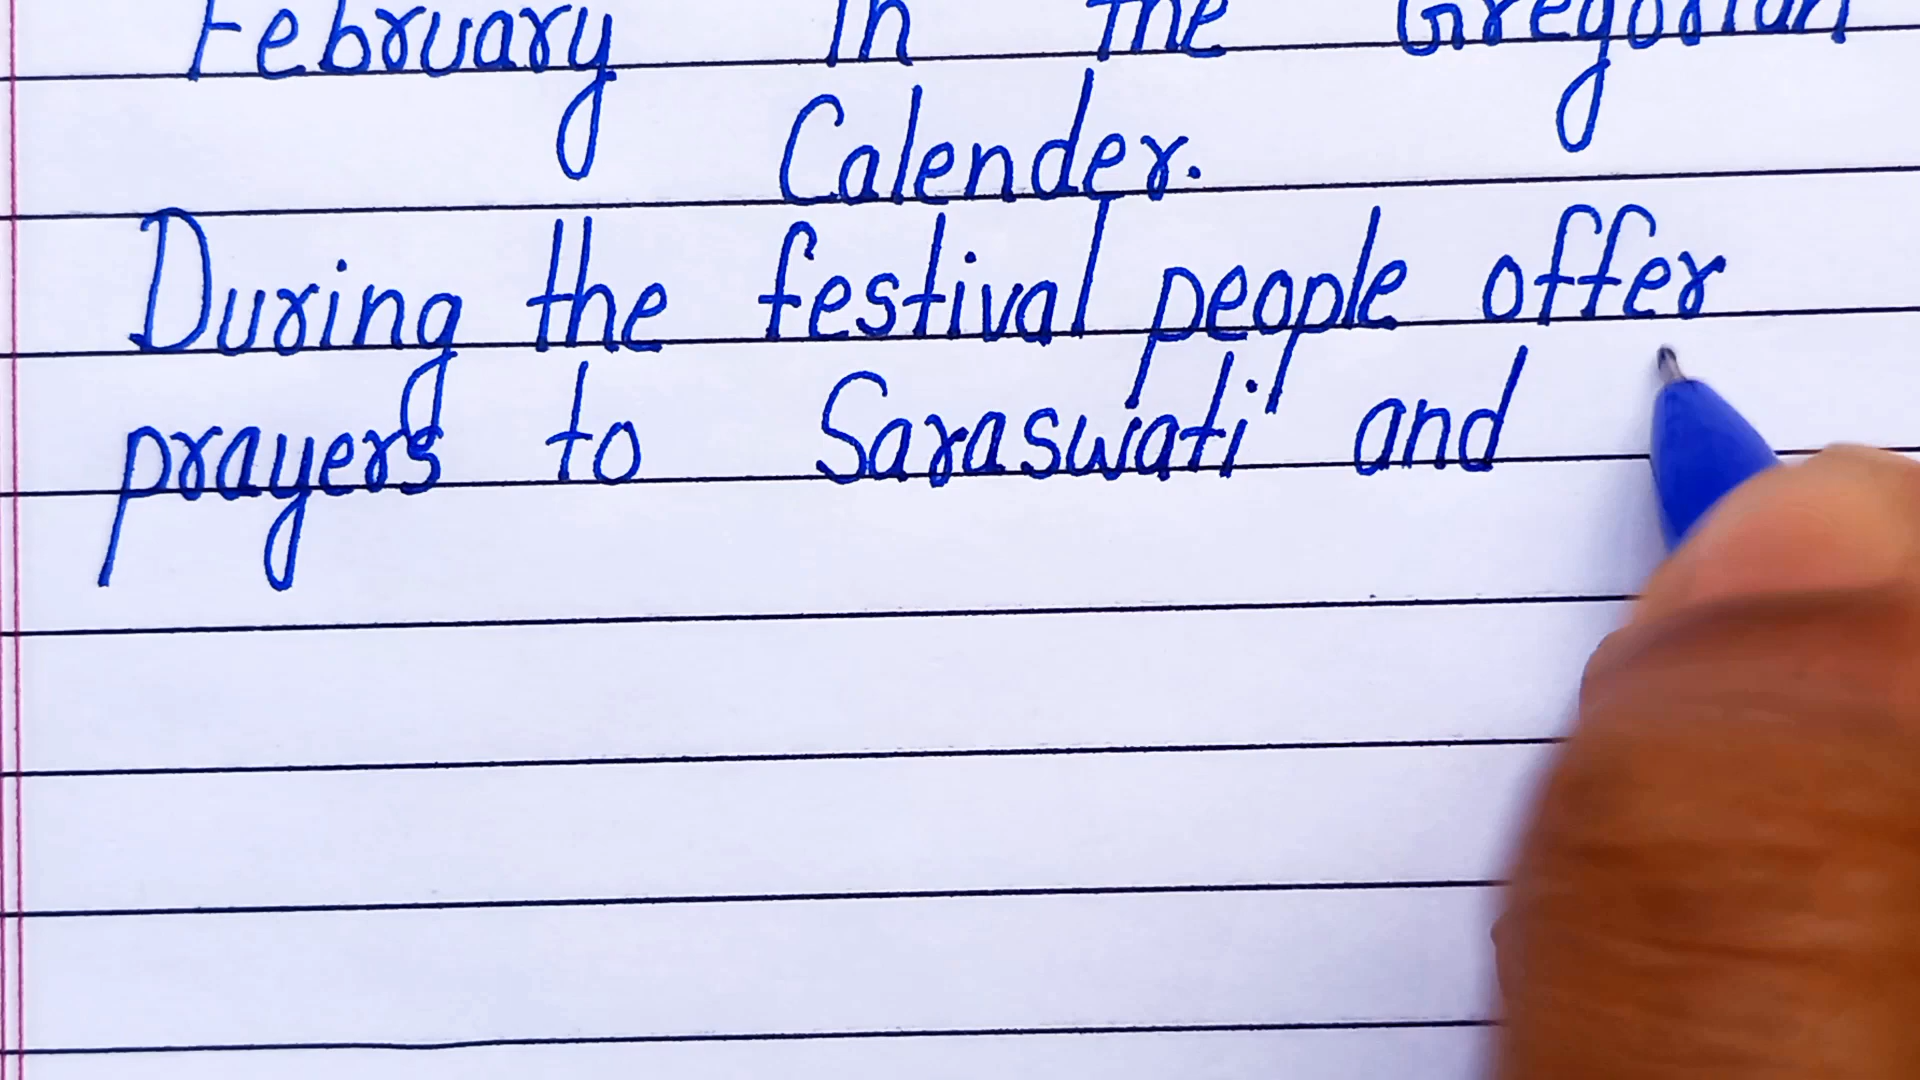 February in the Gregorian
Calender.
During the festival people offer
prayers to Saraswati and